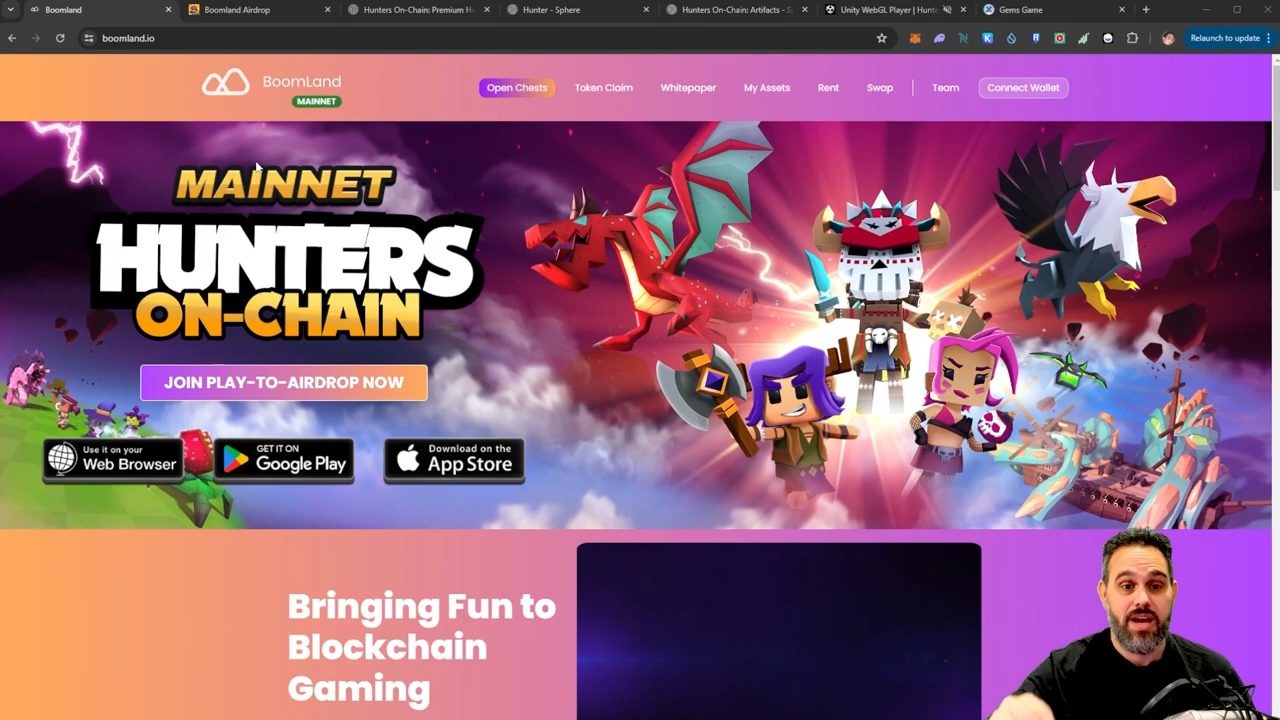 Boomland
Boomland Airdrop
Hunters On-Chain: Premium H
Hunter - Sphere
Hunters On-Chain: Artifacts - S
Unity WebGL Player | Hunte
Gems Game
boomland.io
Relaunch to update
BoomLand
MAINNET
Open Chests
Token Claim
Whitepaper
My Assets
Rent
Swap
Team
Connect Wallet
MAINNET
HUNTERS
ON-CHAIN
JOIN PLAY-TO-AIRDROP NOW
Use it on your
Web Browser
GET IT ON
Google Play
Download on the
App Store
Bringing Fun to
Blockchain
Gaming